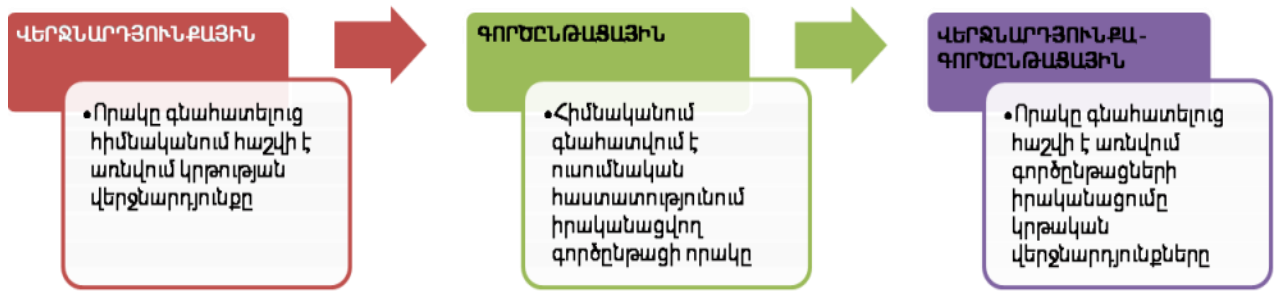 ՎԵՐՋՆԱՐԴՅՈՒՆՔԱՅԻՆ
•Որակը գնահատելուց
հիմնականում հաշվի է
առնվում կրթության
վերջնարդյունքը
ԳՈՐԾԸՆԹԱՑԱՅԻՆ
•Հիմնականում
գնահատվում է
ուսումնական
հաստատությունում
իրականացվող
գործընթացի որակը
ՎԵՐՋՆԱՐԴՅՈՒՆՔԱ-
ԳՈՐԾԸՆԹԱՑԱՅԻՆ
•Որակը գնահատելուց
հաշվի է առնվում
գործընթացների
իրականացումը
կրթական
վերջնարդյունքները